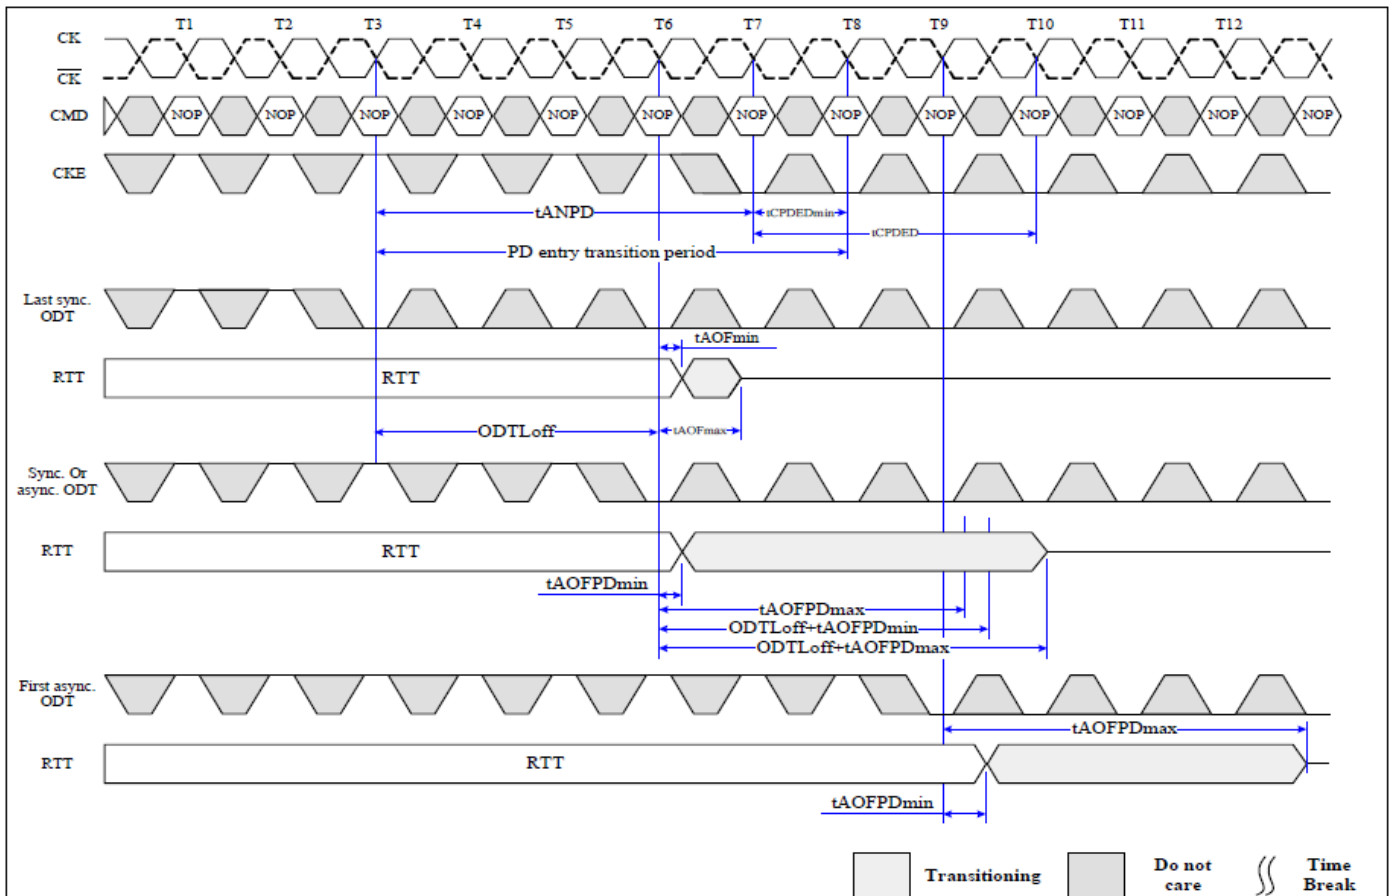 T1 T2 T3 T4 T5 T6 T7 T8 T9 T10 T11 T12
CK
CK
CMD NOP NOP NOP NOP NOP NOP NOP NOP NOP NOP NOP NOP NOP
CKE
tANPD tCPDEDmin
tCPDED
PD entry transition period
Last sync.
ODT
tAOFmin
RTT RTT
ODTLoff tAOFmax
Sync. Or
async. ODT
RTT RTT
tAOFPDmin
tAOFPDmax
ODTLoff+tAOFPDmin
ODTLoff+tAOFPDmax
First async.
ODT
tAOFPDmax
RTT RTT
tAOFPDmin
Transitioning
Do not
care
Time
Break